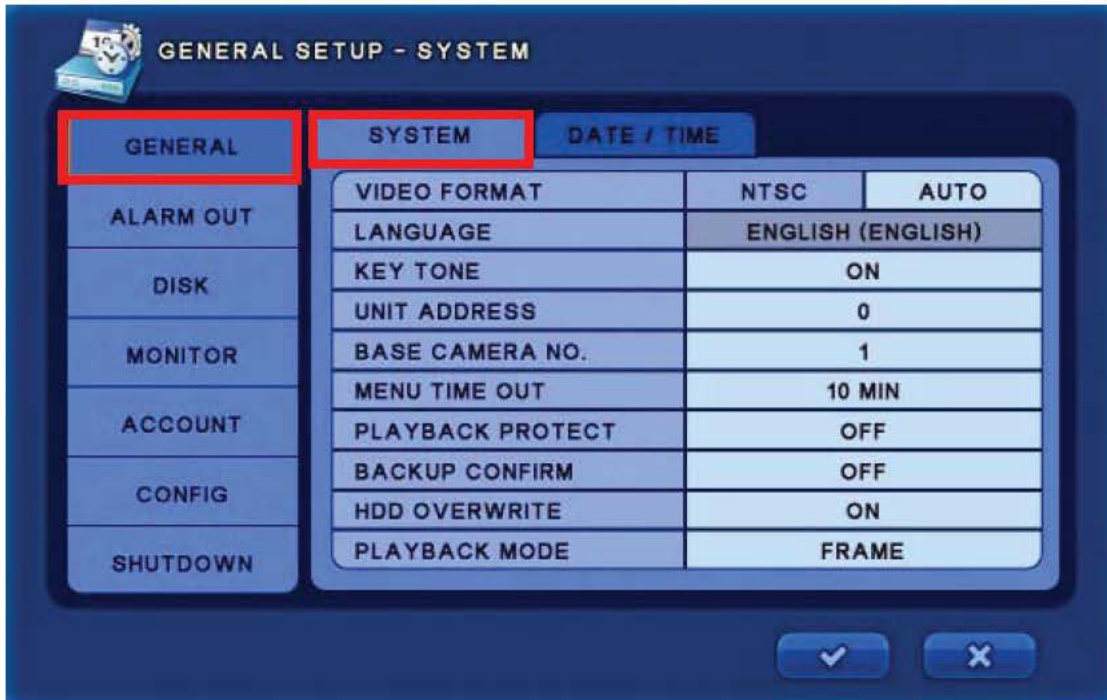 GENERAL SETUP - SYSTEM
GENERAL
ALARM OUT
DISK
MONITOR
ACCOUNT
CONFIG
SHUTDOWN
SYSTEM DATE / TIME
VIDEO FORMAT NTSC AUTO
LANGUAGE ENGLISH (ENGLISH)
KEY TONE ON
UNIT ADDRESS 0
BASE CAMERA NO. 1
MENU TIME OUT 10 MIN
PLAYBACK PROTECT OFF
BACKUP CONFIRM OFF
HDD OVERWRITE ON
PLAYBACK MODE FRAME